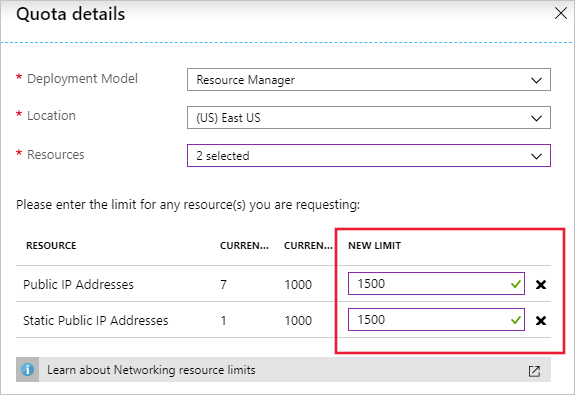 Quota details
* Deployment Model Resource Manager
* Location (US) East US
* Resources 2 selected
Please enter the limit for any resource(s) you are requesting:
RESOURCE CURREN... CURREN... NEW LIMIT
Public IP Addresses 7 1000 1500
Static Public IP Addresses 1 1000 1500
Learn about Networking resource limits